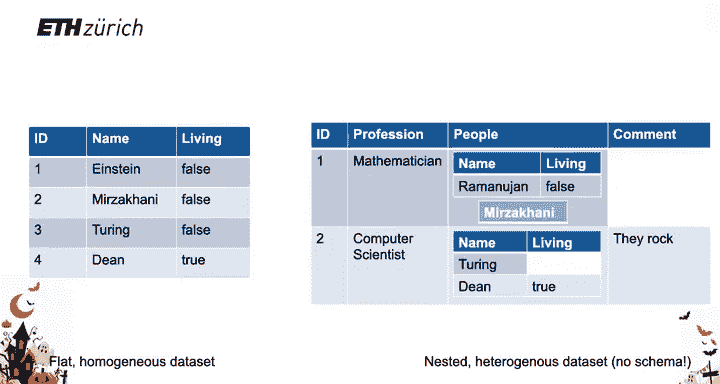 ETH zürich
ID Name Living
1 Einstein false
2 Mirzakhani false
3 Turing false
4 Dean true
Flat, homogeneous dataset
ID Profession People Comment
1 Mathematician
Name Living
Ramanujan false
Mirzakhani
2 Computer Scientist They rock
Name Living
Turing
Dean true
Nested, heterogenous dataset (no schema!)